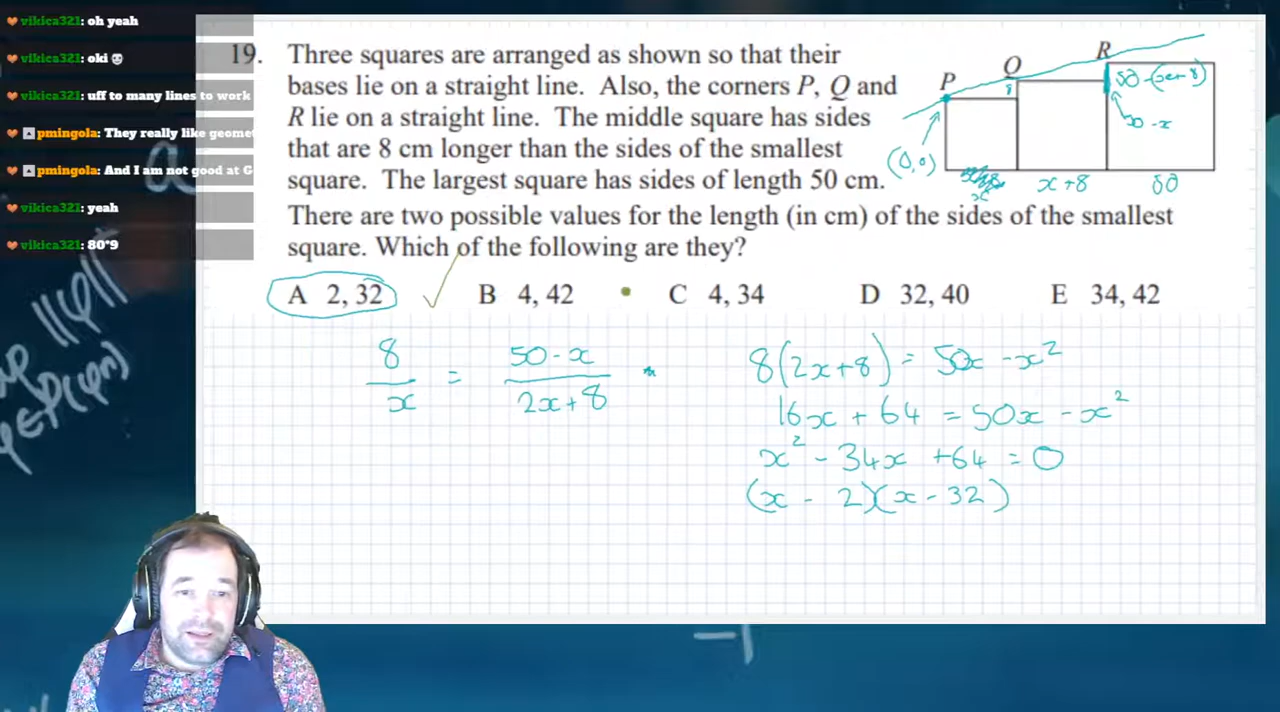 vikica321: oh yeah
vikica321: oki
vikica321: uff to many lines to work
pmingola: They really like geome
pmingola: And I am not good at G
vikica321: yeah
vikica321: 80°9
19. Three squares are arranged as shown so that their
bases lie on a straight line. Also, the corners P, Q and
R lie on a straight line. The middle square has sides
that are 8 cm longer than the sides of the smallest
square. The largest square has sides of length 50 cm.
There are two possible values for the length (in cm) of the sides of the smallest
square. Which of the following are they?
P Q R
50-(x+8)
50-x
(0,0)
x x+8 50
A 2, 32 B 4, 42 C 4, 34 D 32, 40 E 34, 42
8/x = 50-x/2x+8
8(2x+8) = 50x - x²
16x + 64 = 50x - x²
x² - 34x + 64 = 0
(x - 2)(x - 32)
-1